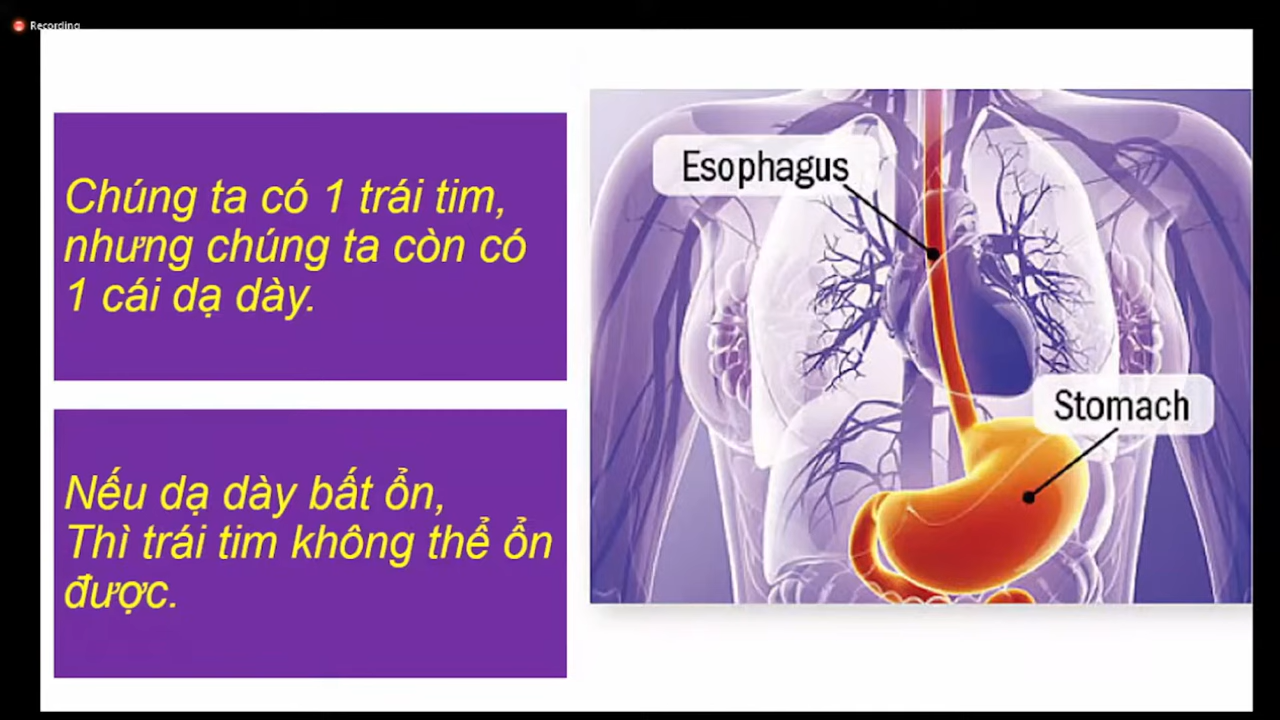 Recording
Chúng ta có 1 trái tim,
nhưng chúng ta còn có
1 cái dạ dày.
Nếu dạ dày bất ổn,
Thì trái tim không thể ổn
được.
Esophagus
Stomach